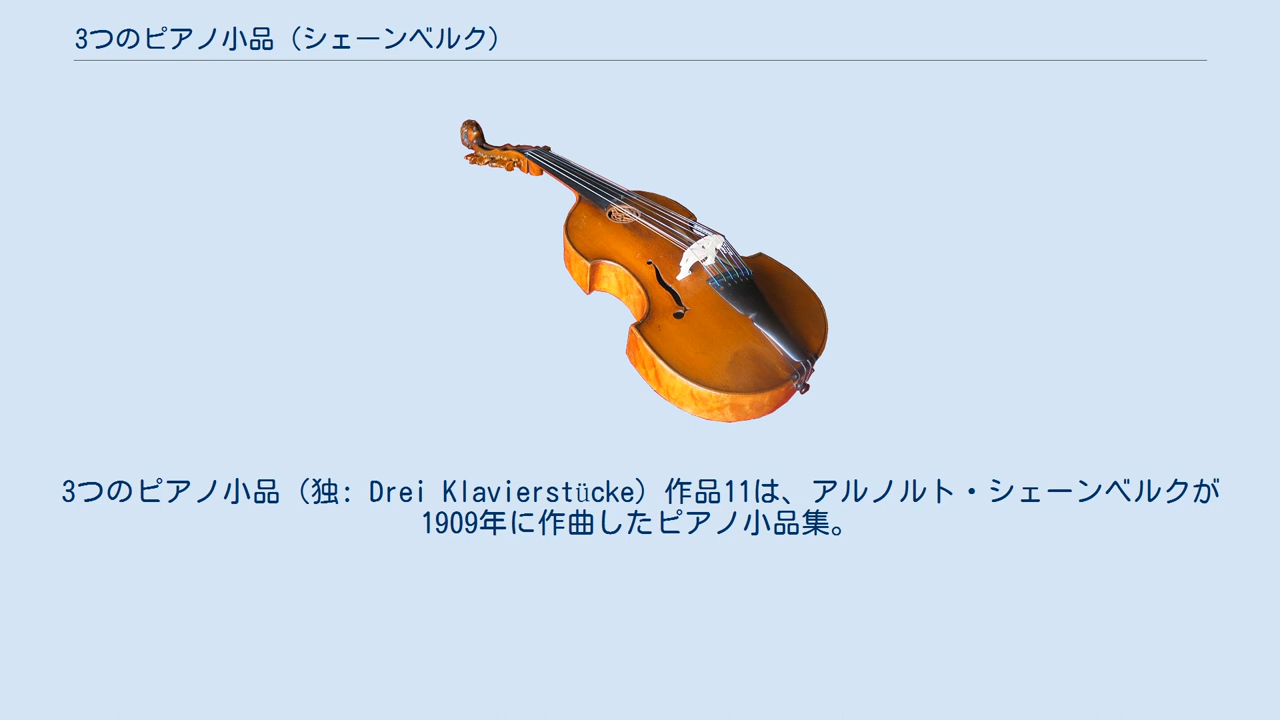 3つのピアノ小品（シェーンベルク）
3つのピアノ小品（独: Drei Klavierstücke）作品11は、アルノルト・シェーンベルクが
1909年に作曲したピアノ小品集。